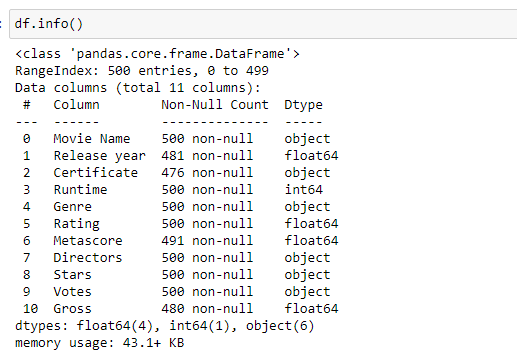 : df.info()
<class 'pandas.core.frame.DataFrame'>
RangeIndex: 500 entries, 0 to 499
Data columns (total 11 columns):
 #   Column        Non-Null Count  Dtype
---  ------        --------------  -----
 0   Movie Name    500 non-null    object
 1   Release year  481 non-null    float64
 2   Certificate   476 non-null    object
 3   Runtime       500 non-null    int64
 4   Genre         500 non-null    object
 5   Rating        500 non-null    float64
 6   Metascore     491 non-null    float64
 7   Directors     500 non-null    object
 8   Stars         500 non-null    object
 9   Votes         500 non-null    object
 10  Gross         480 non-null    float64
dtypes: float64(4), int64(1), object(6)
memory usage: 43.1+ KB